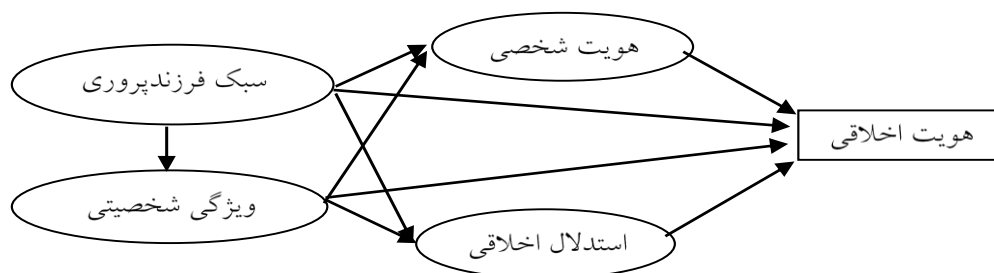 هویت شخصی
سبک فرزندپروری
هویت اخلاقی
ویژگی شخصیتی
استدلال اخلاقی